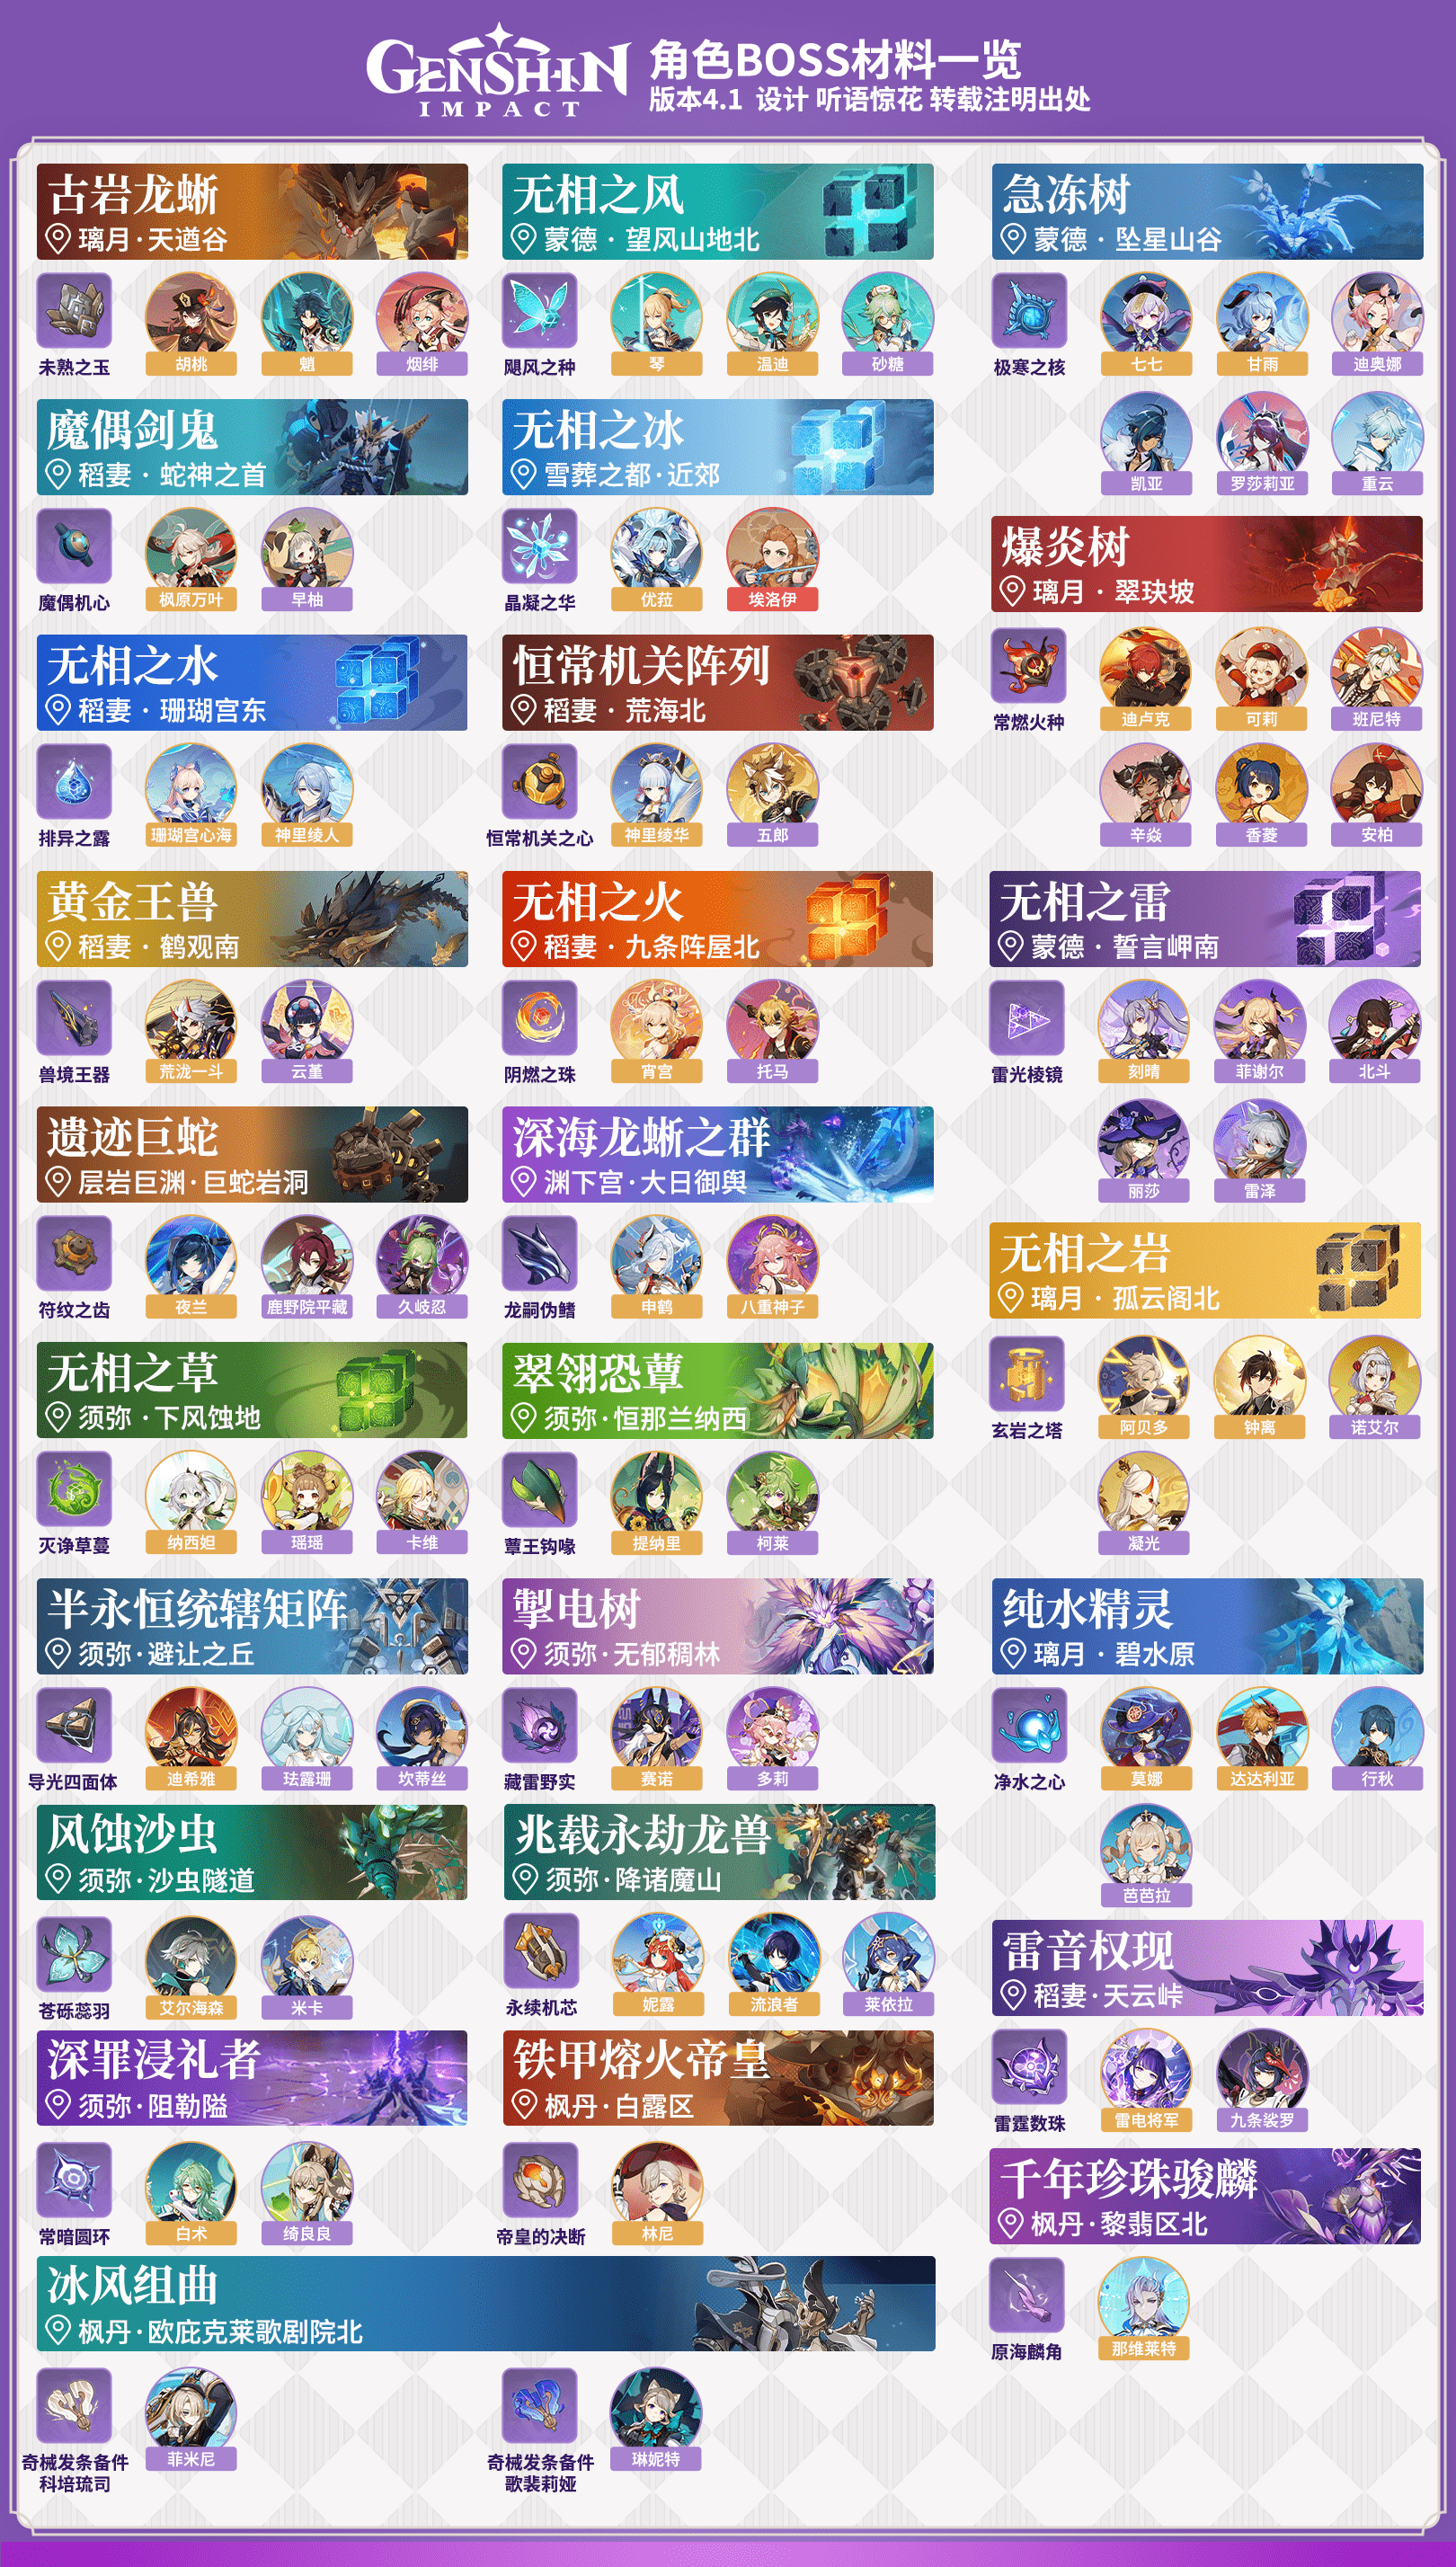 GENSHIN
IMPACT
角色BOSS材料一览
版本4.1 设计 听语惊花 转载注明出处
古岩龙蜥
璃月·天遒谷
未熟之玉
胡桃
魈
烟绯
魔偶剑鬼
稻妻·蛇神之首
魔偶机心
枫原万叶
早柚
无相之水
稻妻·珊瑚宫东
排异之露
珊瑚宫心海
神里绫人
黄金王兽
稻妻·鹤观南
兽境王器
荒泷一斗
云堇
遗迹巨蛇
层岩巨渊·巨蛇岩洞
符纹之齿
夜兰
鹿野院平藏
久岐忍
无相之草
须弥·下风蚀地
灭诤草蔓
纳西妲
瑶瑶
卡维
半永恒统辖矩阵
须弥·避让之丘
导光四面体
迪希雅
珐露珊
坎蒂丝
风蚀沙虫
须弥·沙虫隧道
苍砾蕊羽
艾尔海森
米卡
深罪浸礼者
须弥·阻勒隘
常暗圆环
白术
绮良良
冰风组曲
枫丹·欧庇克莱歌剧院北
奇械发条备件
科培琉司
菲米尼
奇械发条备件
歌裴莉娅
琳妮特
无相之风
蒙德·望风山地北
飓风之种
琴
温迪
砂糖
无相之冰
雪葬之都·近郊
晶凝之华
优菈
埃洛伊
恒常机关阵列
稻妻·荒海北
恒常机关之心
神里绫华
五郎
无相之火
稻妻·九条阵屋北
阴燃之珠
宵宫
托马
深海龙蜥之群
渊下宫·大日御舆
龙嗣伪鳍
申鹤
八重神子
翠翎恐蕈
须弥·恒那兰纳西
蕈王钩喙
提纳里
柯莱
掣电树
须弥·无郁稠林
藏雷野实
赛诺
多莉
兆载永劫龙兽
须弥·降诸魔山
永续机芯
妮露
流浪者
莱依拉
铁甲熔火帝皇
枫丹·白露区
帝皇的决断
林尼
急冻树
蒙德·坠星山谷
极寒之核
七七
甘雨
迪奥娜
凯亚
罗莎莉亚
重云
爆炎树
璃月·翠玦坡
常燃火种
迪卢克
可莉
班尼特
辛焱
香菱
安柏
无相之雷
蒙德·誓言岬南
雷光棱镜
刻晴
菲谢尔
北斗
丽莎
雷泽
无相之岩
璃月·孤云阁北
玄岩之塔
阿贝多
钟离
诺艾尔
凝光
纯水精灵
璃月·碧水原
净水之心
莫娜
达达利亚
行秋
芭芭拉
雷音权现
稻妻·天云峠
雷霆数珠
雷电将军
九条裟罗
千年珍珠骏麟
枫丹·黎翡区北
原海麟角
那维莱特